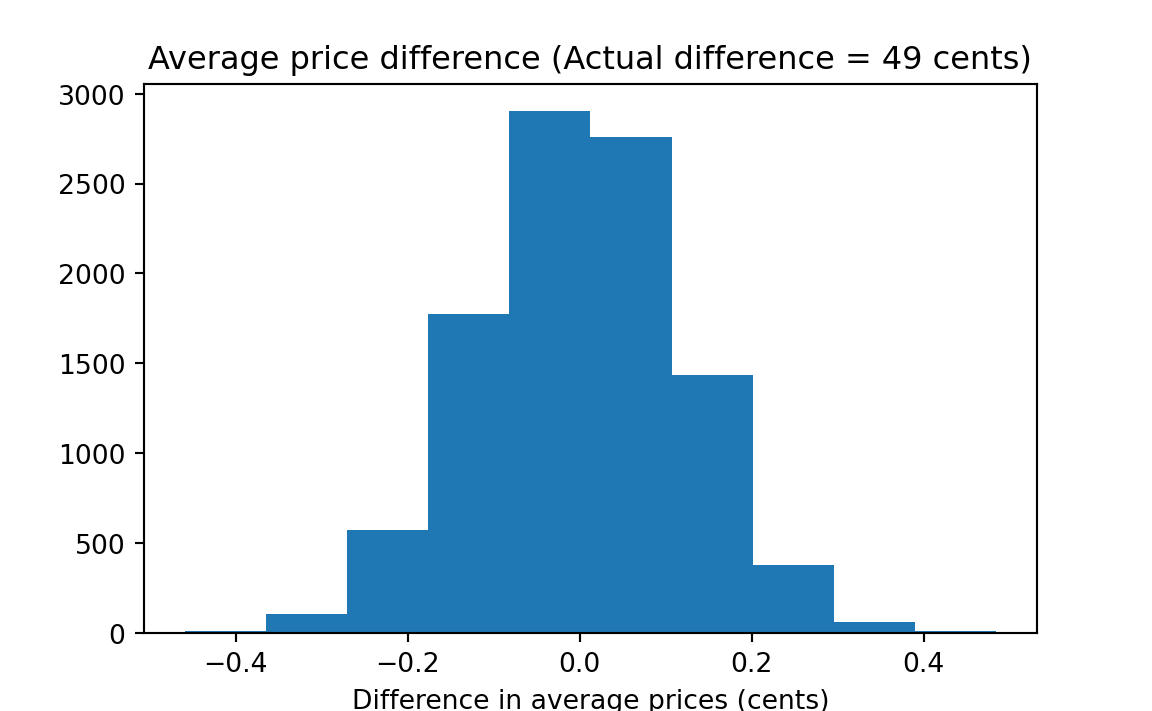 Average price difference (Actual difference = 49 cents)
3000
2500
2000
1500
1000
500
0
−0.4 −0.2 0.0 0.2 0.4
Difference in average prices (cents)